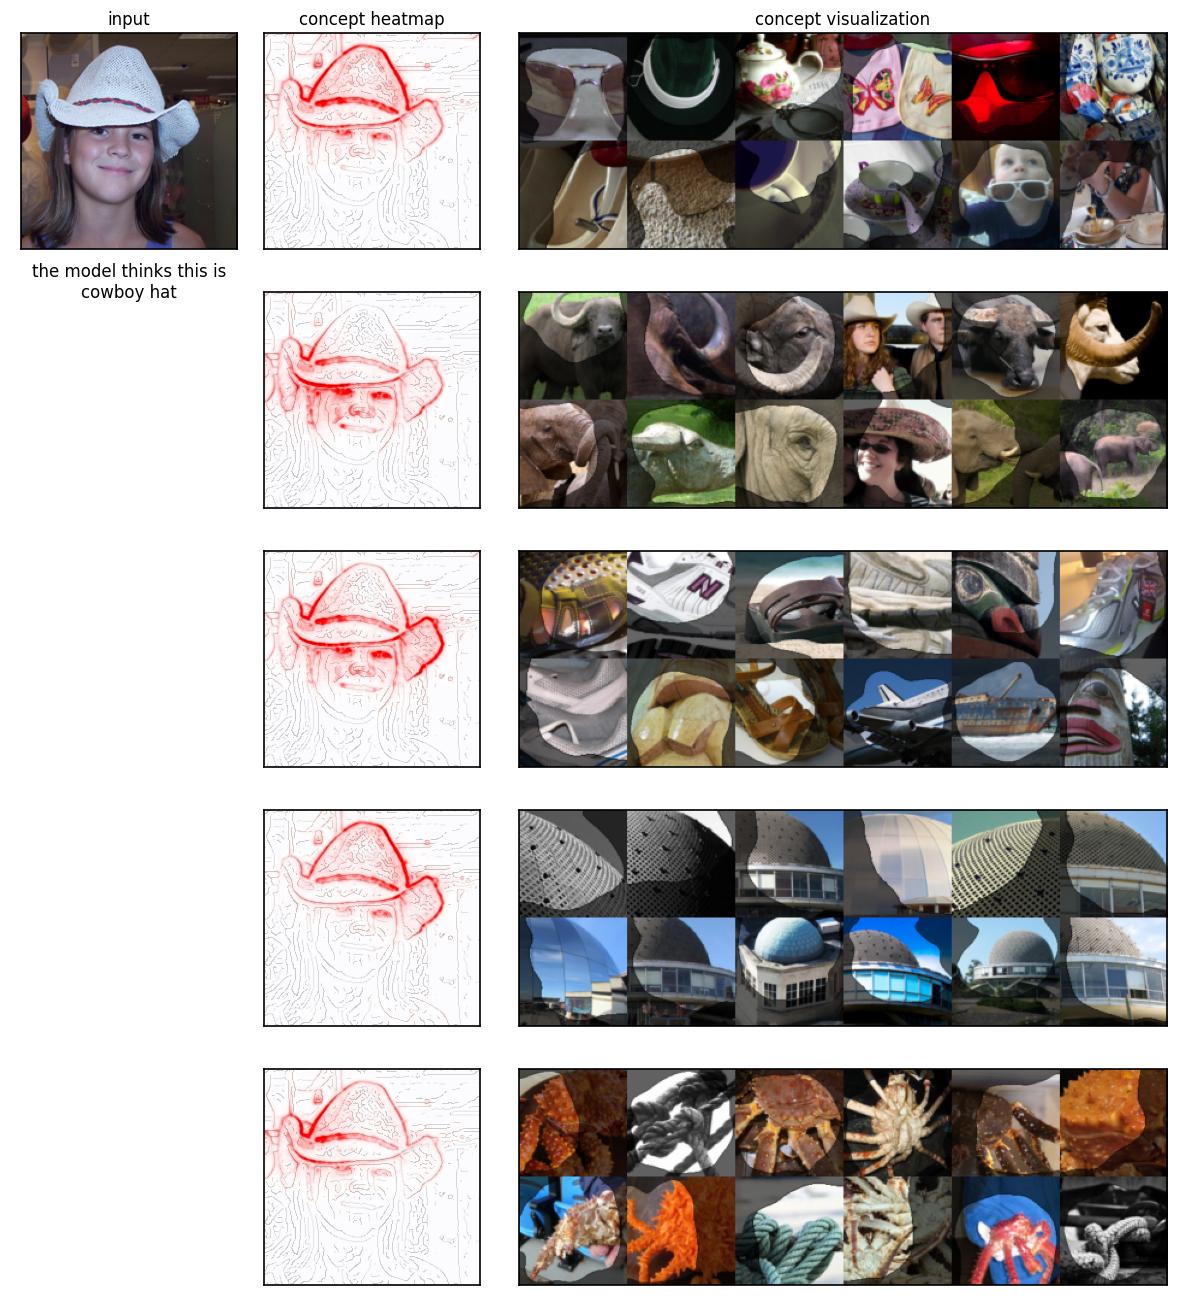 input
concept heatmap
concept visualization
the model thinks this is
cowboy hat
N